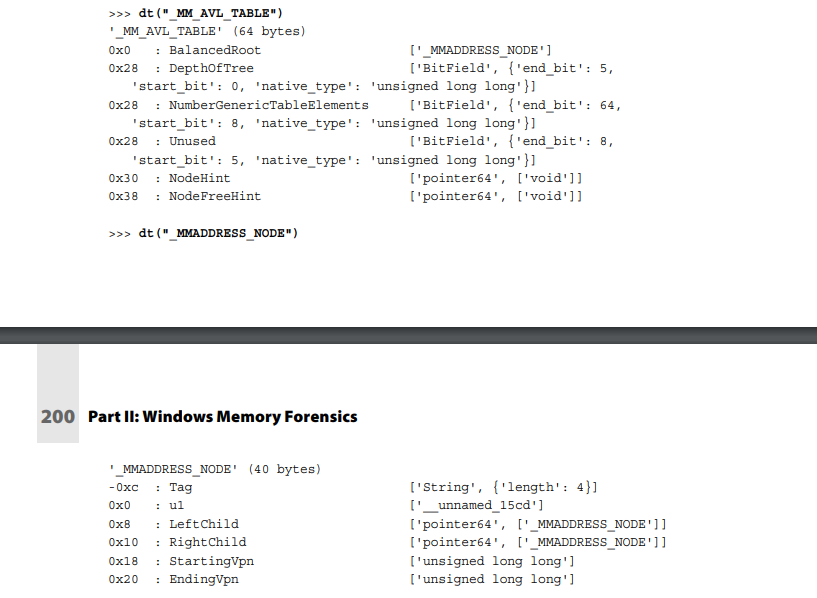 >>> dt("_MM_AVL_TABLE")
'_MM_AVL_TABLE' (64 bytes)
0x0   : BalancedRoot                   ['_MMADDRESS_NODE']
0x28  : DepthOfTree                    ['BitField', {'end_bit': 5,
   'start_bit': 0, 'native_type': 'unsigned long long'}]
0x28  : NumberGenericTableElements     ['BitField', {'end_bit': 64,
   'start_bit': 8, 'native_type': 'unsigned long long'}]
0x28  : Unused                         ['BitField', {'end_bit': 8,
   'start_bit': 5, 'native_type': 'unsigned long long'}]
0x30  : NodeHint                       ['pointer64', ['void']]
0x38  : NodeFreeHint                   ['pointer64', ['void']]
>>> dt("_MMADDRESS_NODE")
200 Part II: Windows Memory Forensics
'_MMADDRESS_NODE' (40 bytes)
-0xc  : Tag                            ['String', {'length': 4}]
0x0   : u1                             ['__unnamed_15cd']
0x8   : LeftChild                      ['pointer64', ['_MMADDRESS_NODE']]
0x10  : RightChild                     ['pointer64', ['_MMADDRESS_NODE']]
0x18  : StartingVpn                    ['unsigned long long']
0x20  : EndingVpn                      ['unsigned long long']